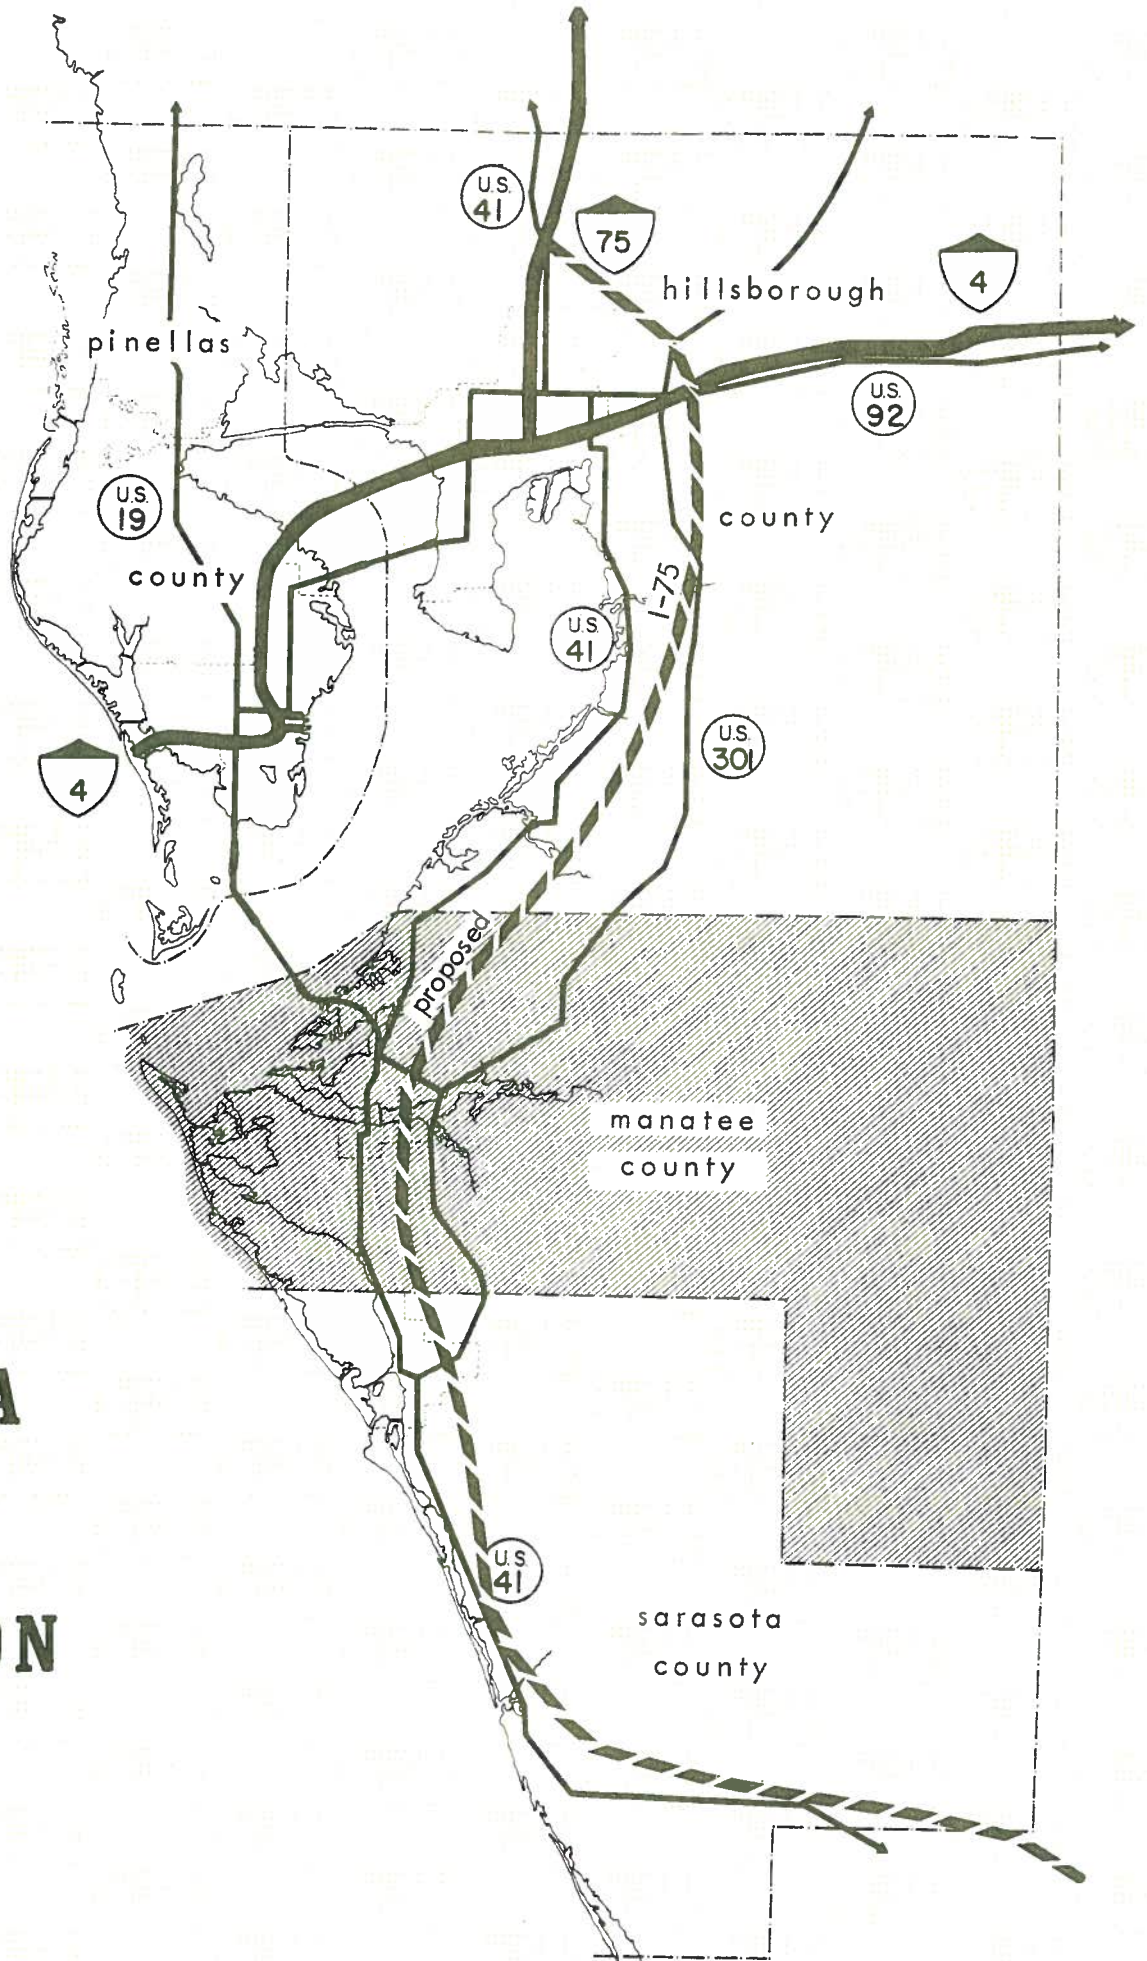 U.S.
41
75
4
hillsborough
pinellas
U.S.
92
U.S.
19
county
county
I-75
U.S.
41
U.S.
301
4
proposed
manatee
county
A
U.S.
41
sarasota
county
ON